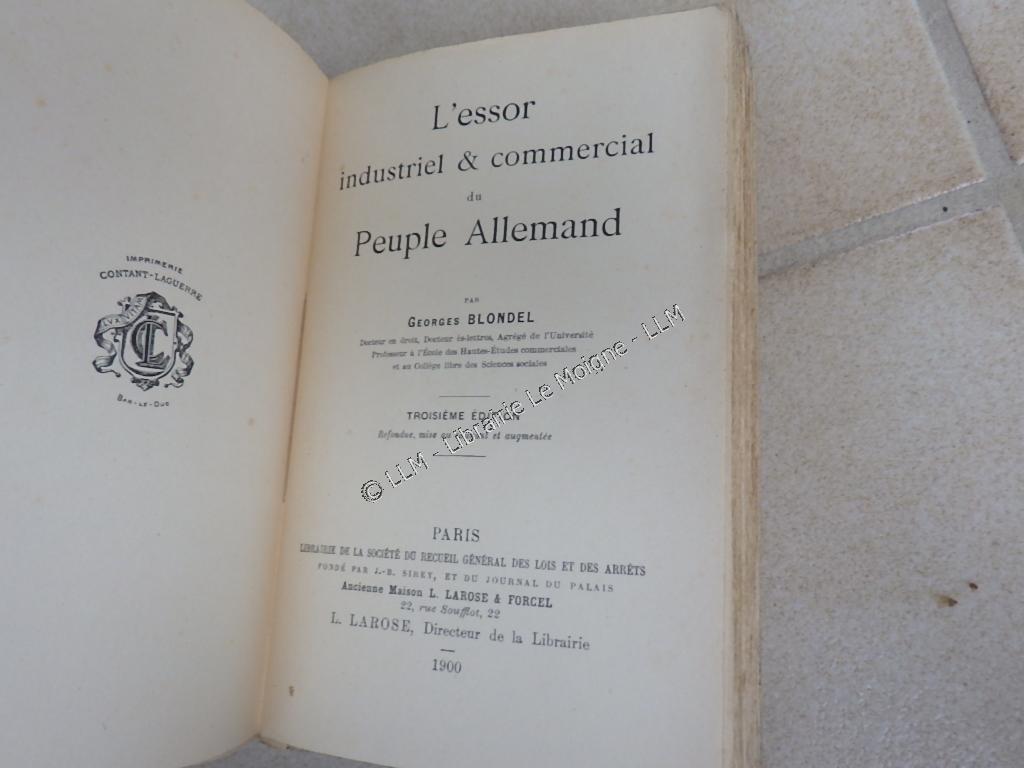 IMPRIMERIE
CONTANT-LAGUERRE
BAR-LE-DUC
L'essor
industriel & commercial
du
Peuple Allemand
PAR
GEORGES BLONDEL
Docteur en droit, Docteur ès-lettres, Agrégé de l'Université
Professeur à l'École des Hautes-Études commerciales
et au Collège libre des Sciences sociales
TROISIÈME ÉDITION
Refondue, mise au et augmentée
© LLM - Librairie Le Moigne - LLM
PARIS
LIBRAIRIE DE LA SOCIÉTÉ DU RECUEIL GÉNÉRAL DES LOIS ET DES ARRÊTS
FONDÉ PAR J.-B. SIREY, ET DU JOURNAL DU PALAIS
Ancienne Maison L. LAROSE & FORCEL
22, rue Soufflot, 22
L. LAROSE, Directeur de la Librairie
1900